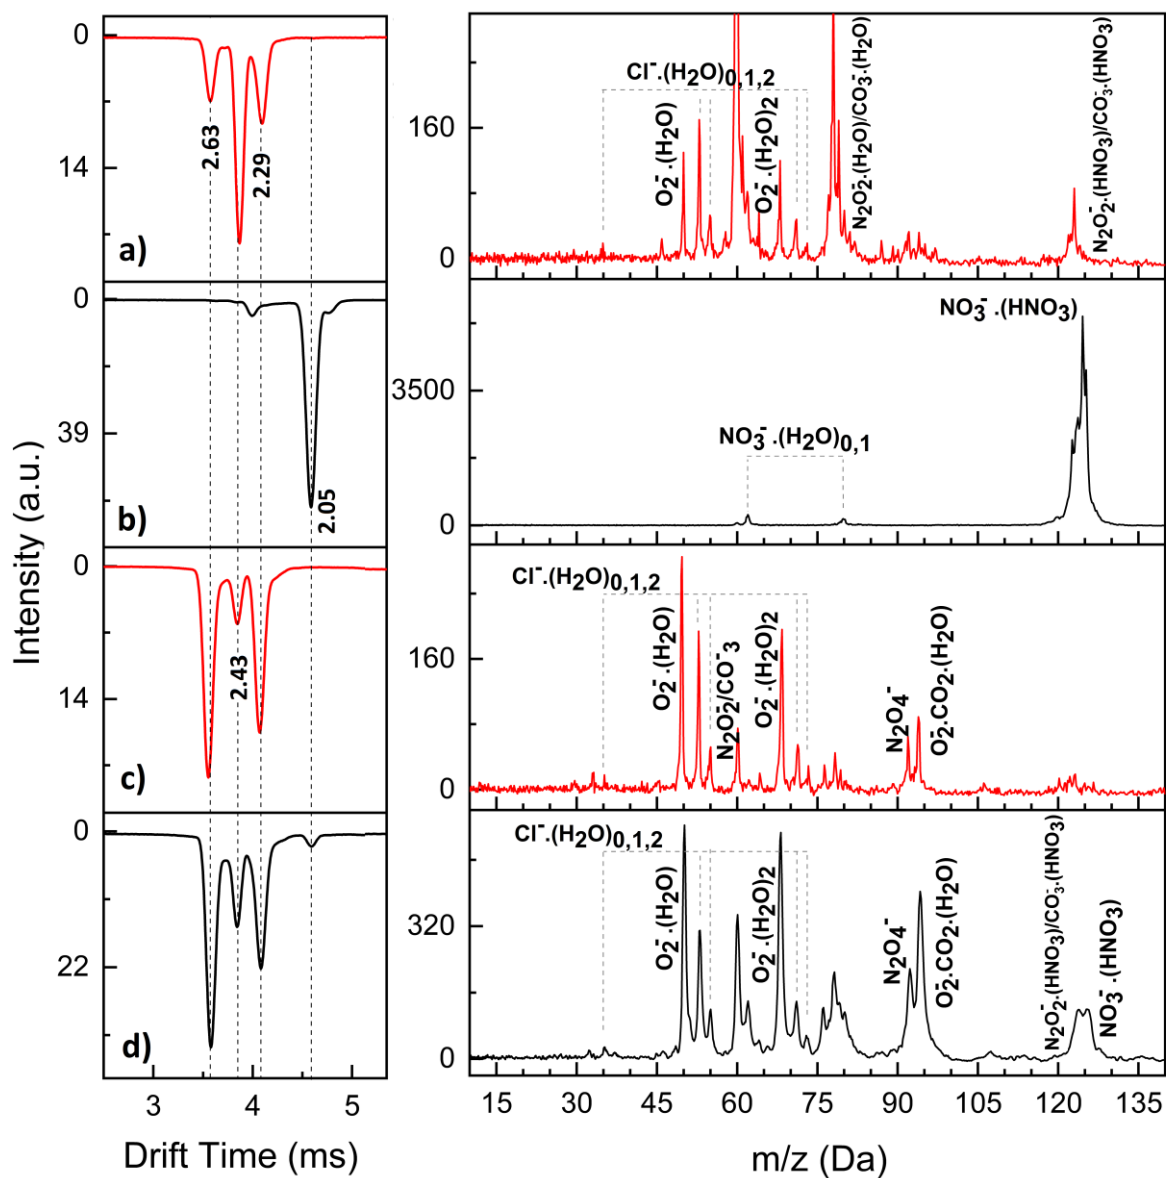 Intensity (a.u.)
0
14
2.63
2.29
a)
0
39
2.05
b)
0
14
2.43
c)
0
22
d)
3 4 5
Drift Time (ms)
160
0
Cl⁻.(H₂O)₀,₁,₂
O₂⁻.(H₂O)
O₂⁻.(H₂O)₂
N₂O₂⁻.(H₂O)/CO₃⁻.(H₂O)
N₂O₂⁻.(HNO₃)/CO₃⁻.(HNO₃)
3500
0
NO₃⁻.(H₂O)₀,₁
NO₃⁻.(HNO₃)
160
0
Cl⁻.(H₂O)₀,₁,₂
O₂⁻.(H₂O)
N₂O₂⁻/CO⁻₃
O₂⁻.(H₂O)₂
N₂O₄⁻
O₂⁻.CO₂.(H₂O)
320
0
Cl⁻.(H₂O)₀,₁,₂
O₂⁻.(H₂O)
O₂⁻.(H₂O)₂
N₂O₄⁻
O₂⁻.CO₂.(H₂O)
N₂O₂⁻.(HNO₃)/CO₃⁻.(HNO₃)
NO₃⁻.(HNO₃)
15 30 45 60 75 90 105 120 135
m/z (Da)